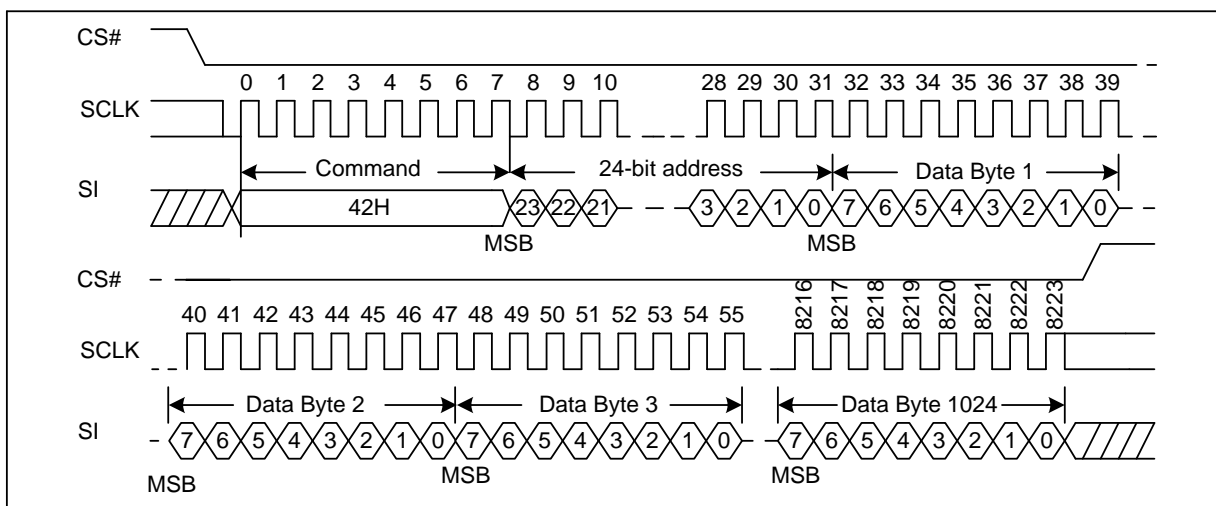 CS#
0 1 2 3 4 5 6 7 8 9 10 28 29 30 31 32 33 34 35 36 37 38 39
SCLK
Command 24-bit address Data Byte 1
SI
42H 23 22 21 3 2 1 0 7 6 5 4 3 2 1 0
MSB MSB
CS#
40 41 42 43 44 45 46 47 48 49 50 51 52 53 54 55 8216 8217 8218 8219 8220 8221 8222 8223
SCLK
Data Byte 2 Data Byte 3 Data Byte 1024
SI
7 6 5 4 3 2 1 0 7 6 5 4 3 2 1 0 7 6 5 4 3 2 1 0
MSB MSB MSB